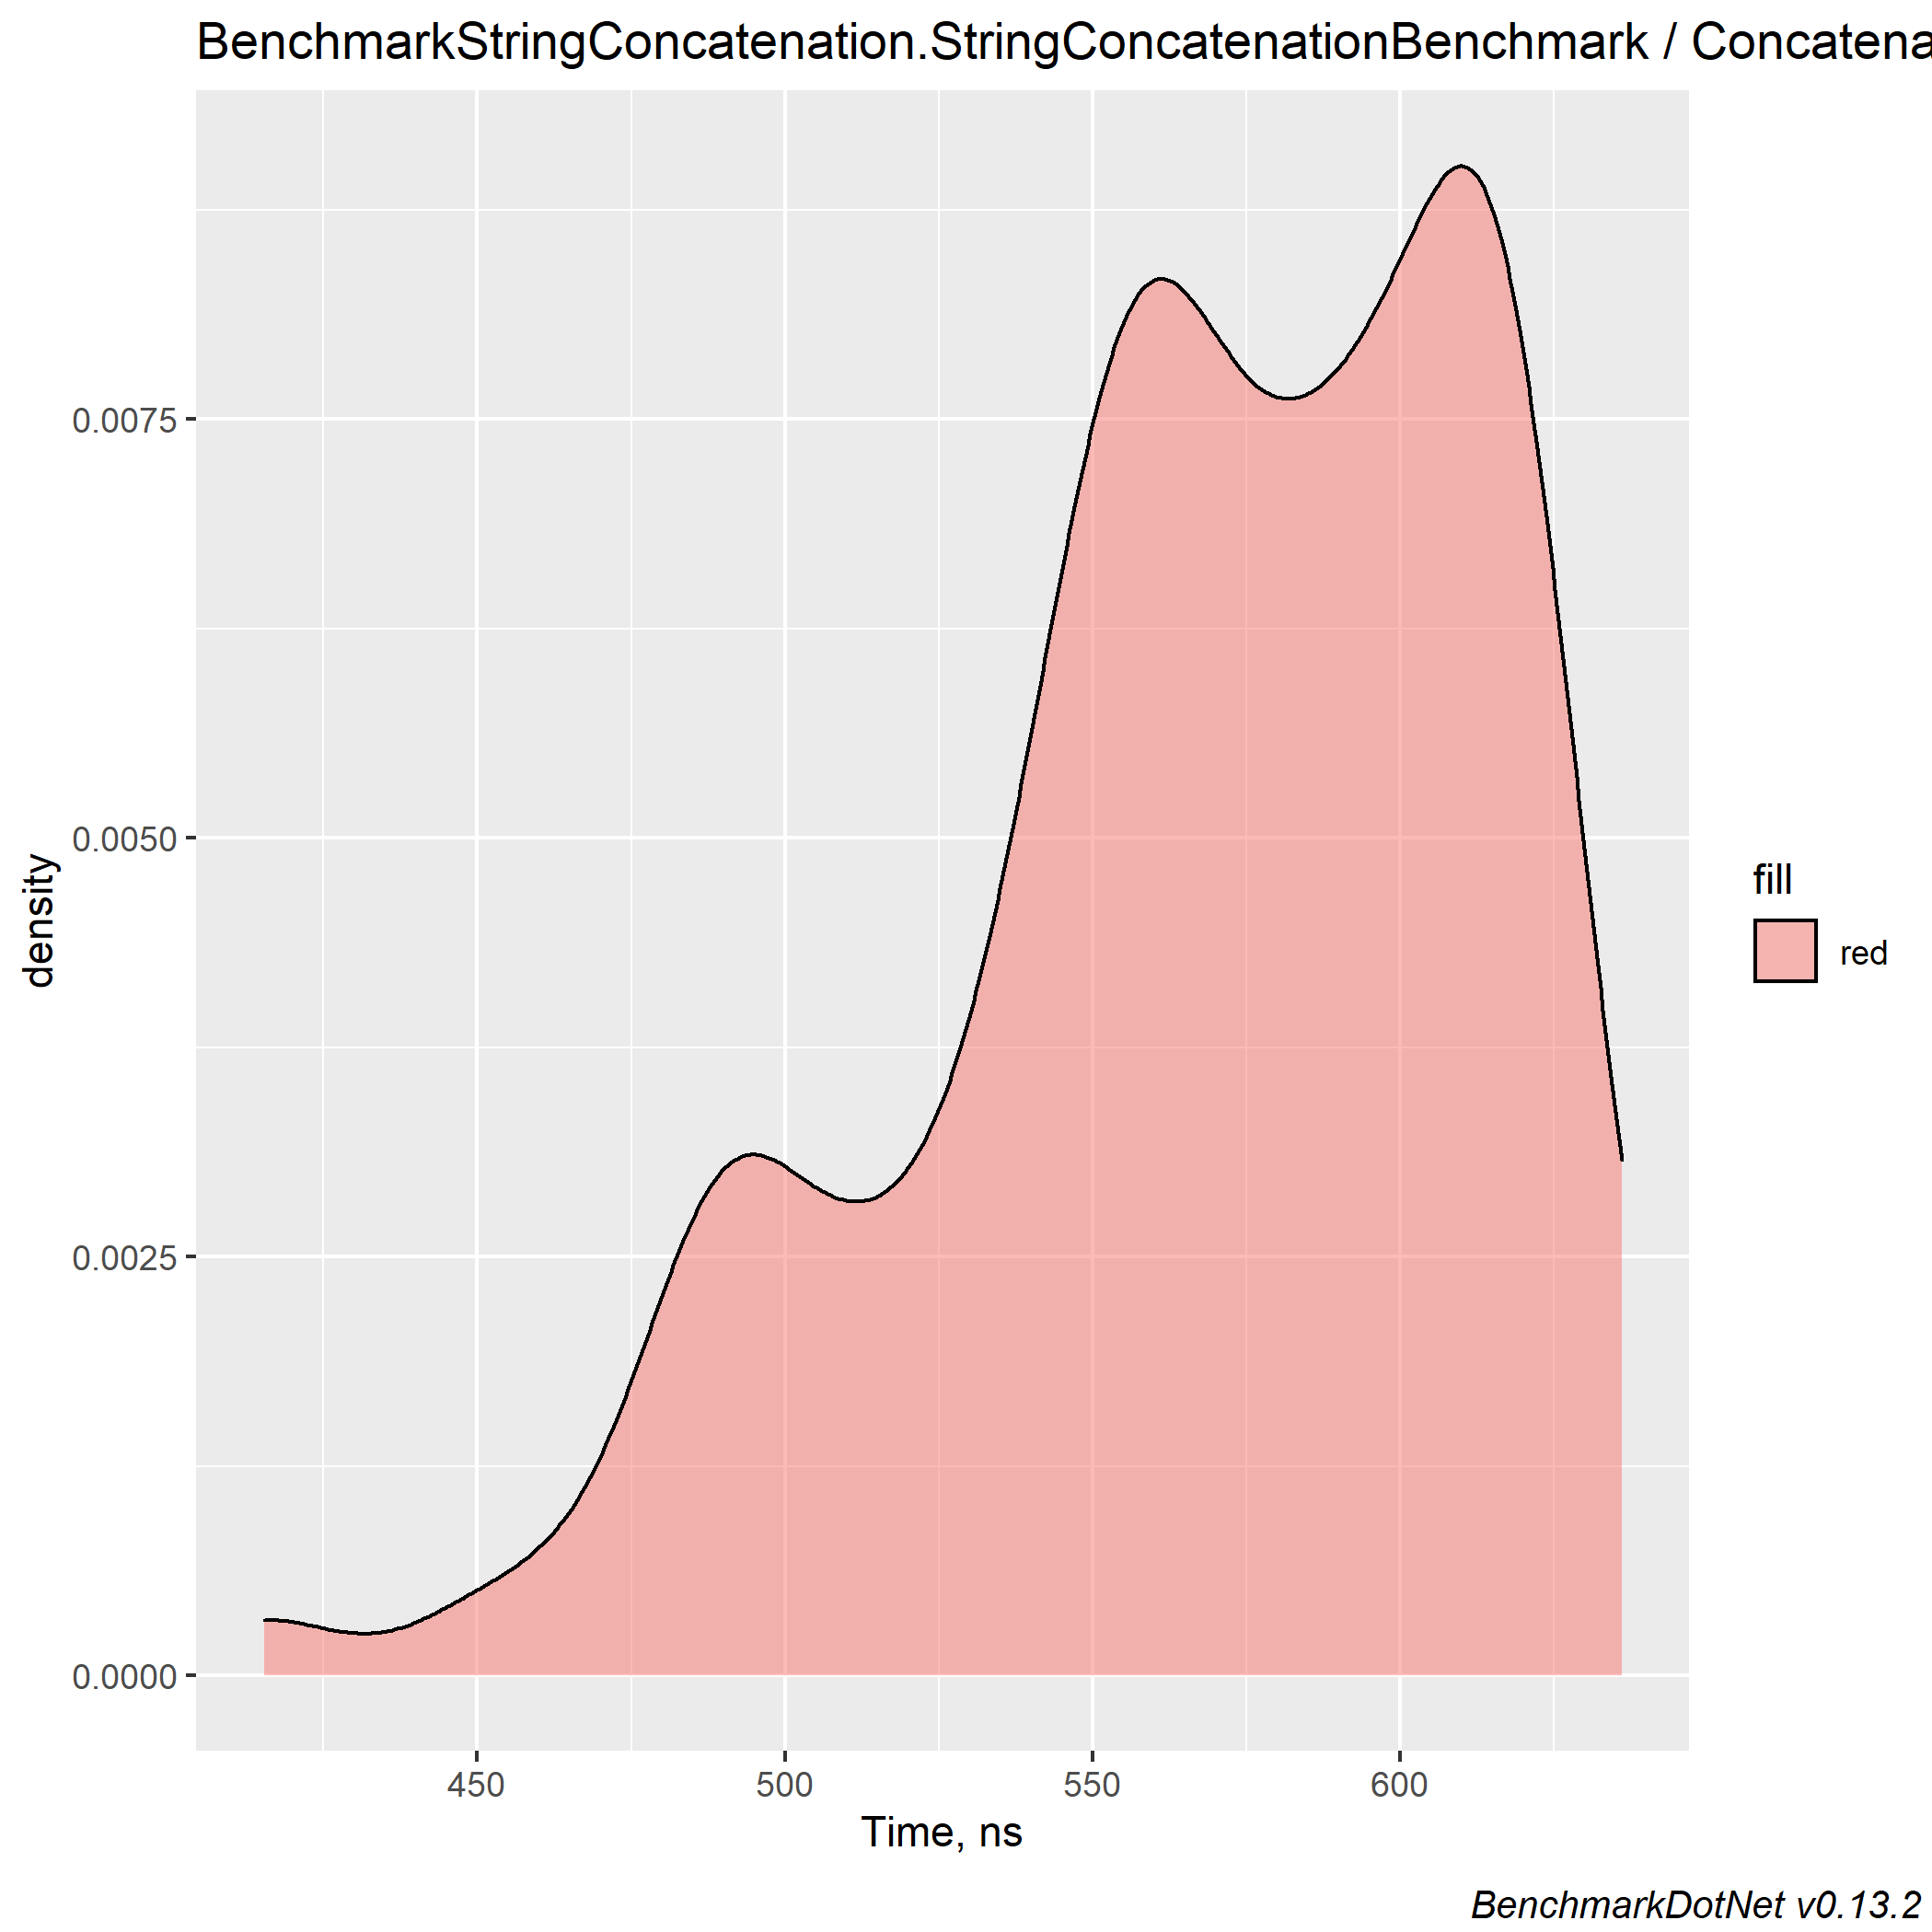 BenchmarkStringConcatenation.StringConcatenationBenchmark / Concatena
0.0075
0.0050
0.0025
0.0000
density
450 500 550 600
Time, ns
fill
red
BenchmarkDotNet v0.13.2